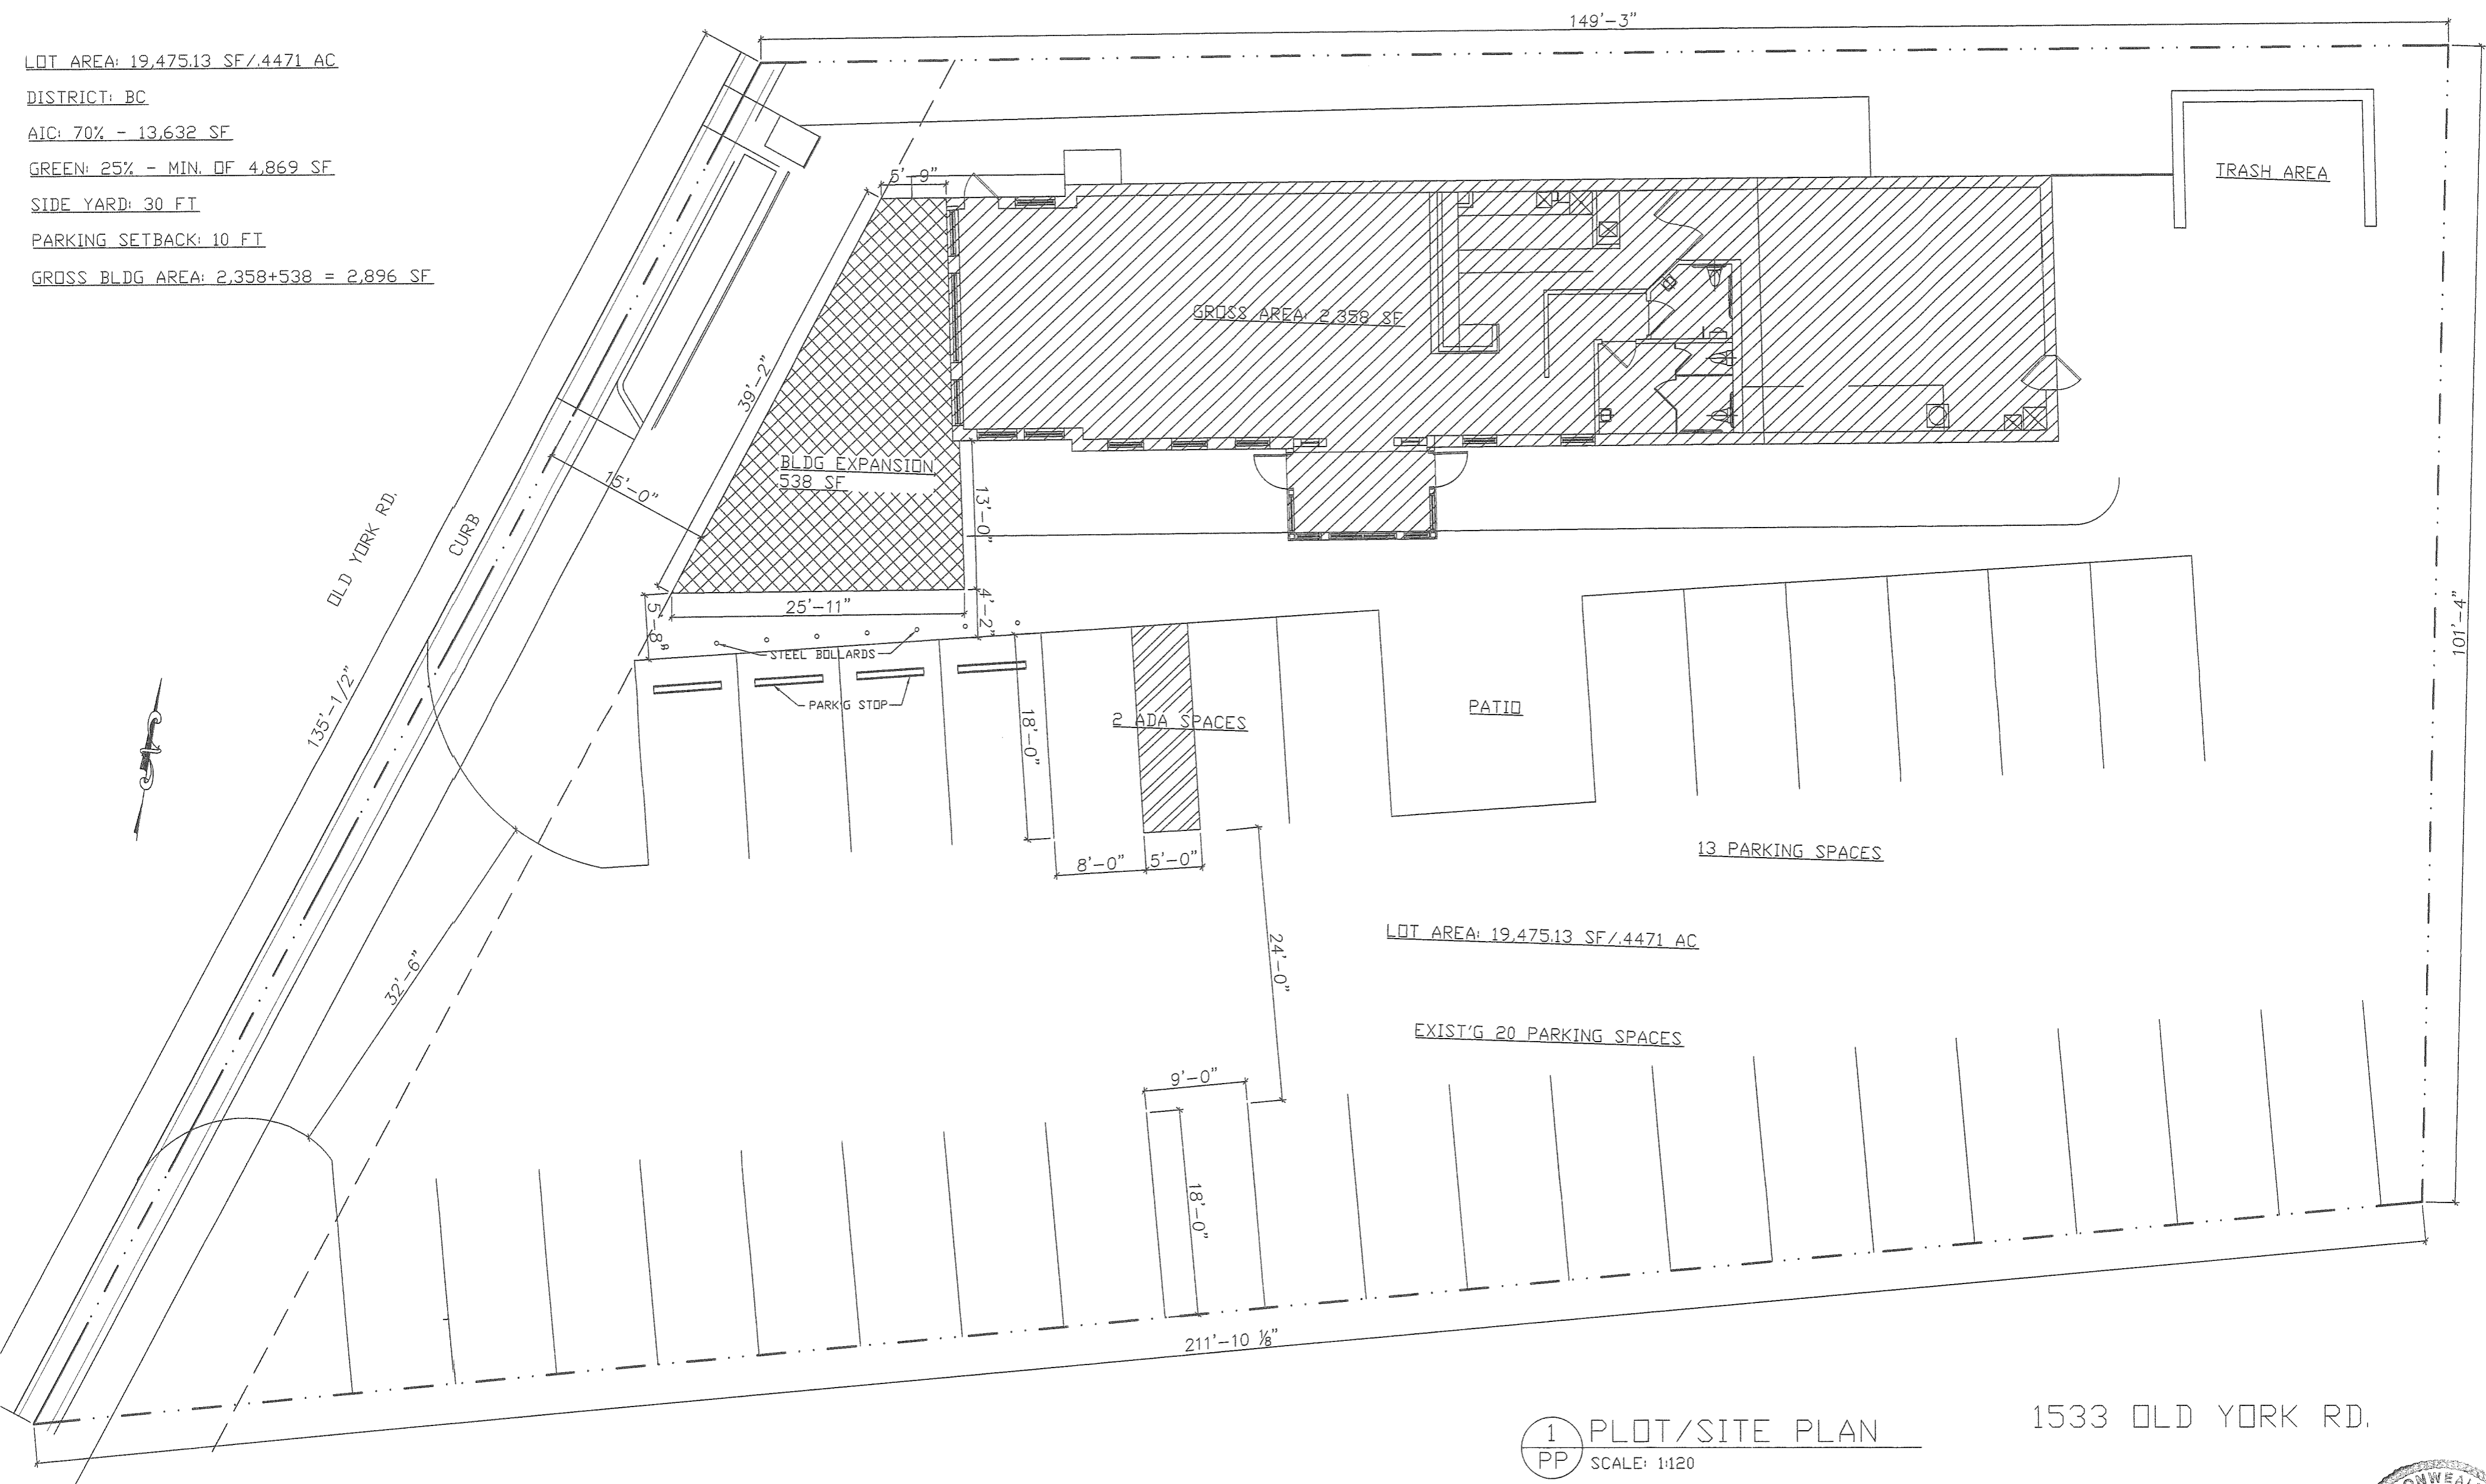 149'-3"
LOT AREA: 19,475.13 SF/.4471 AC
DISTRICT: BC
AIC: 70% - 13,632 SF
GREEN: 25% - MIN. OF 4,869 SF
SIDE YARD: 30 FT
PARKING SETBACK: 10 FT
GROSS BLDG AREA: 2,358+538 = 2,896 SF
TRASH AREA
5'-9"
GROSS AREA: 2,358 SF
39'-2"
BLDG EXPANSION
538 SF
15'-0"
13'-0"
OLD YORK RD.
CURB
25'-11"
4'-2"
5'-8"
STEEL BOLLARDS
PARK'G STOP
101'-4"
135'-1/2"
18'-0"
2 ADA SPACES
PATIO
8'-0"
5'-0"
13 PARKING SPACES
LOT AREA: 19,475.13 SF/.4471 AC
24'-0"
32'-6"
EXIST'G 20 PARKING SPACES
9'-0"
18'-0"
211'-10 ⅛"
1
PP
PLOT/SITE PLAN
SCALE: 1:120
1533 OLD YORK RD.